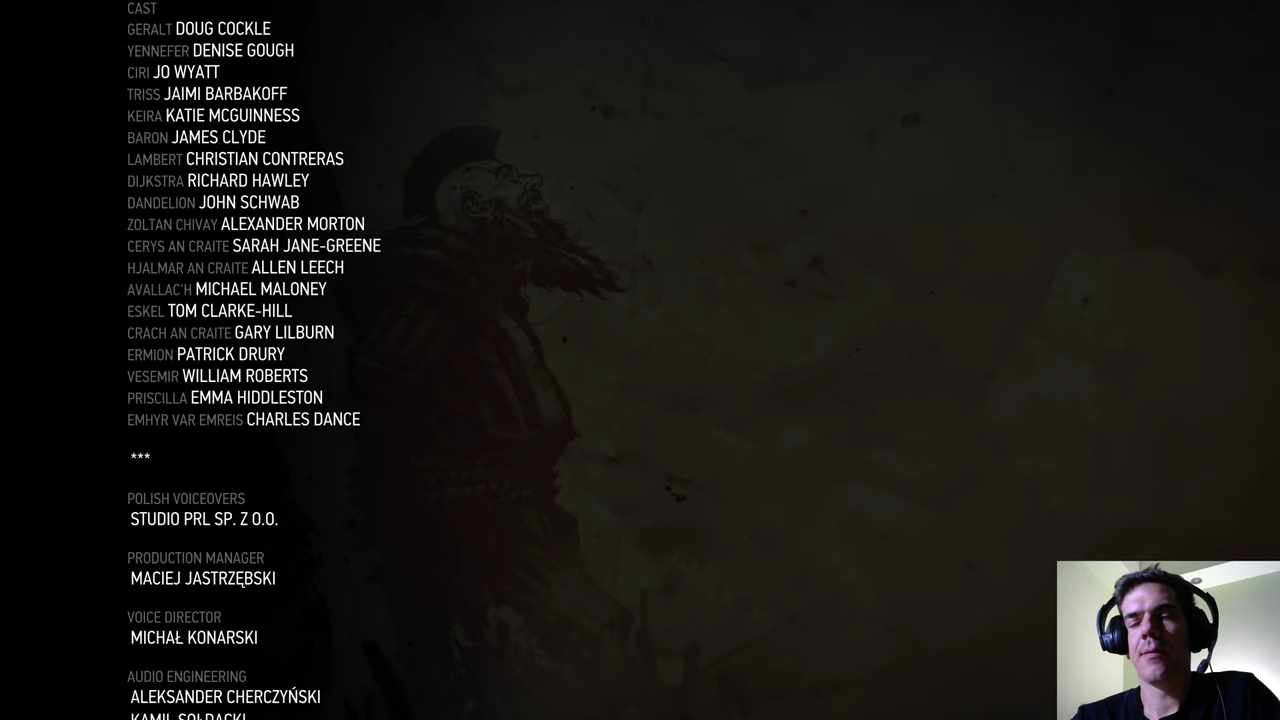 CAST
GERALT DOUG COCKLE
YENNEFER DENISE GOUGH
CIRI JO WYATT
TRISS JAIMI BARBAKOFF
KEIRA KATIE MCGUINNESS
BARON JAMES CLYDE
LAMBERT CHRISTIAN CONTRERAS
DIJKSTRA RICHARD HAWLEY
DANDELION JOHN SCHWAB
ZOLTAN CHIVAY ALEXANDER MORTON
CERYS AN CRAITE SARAH JANE-GREENE
HJALMAR AN CRAITE ALLEN LEECH
AVALLAC'H MICHAEL MALONEY
ESKEL TOM CLARKE-HILL
CRACH AN CRAITE GARY LILBURN
ERMION PATRICK DRURY
VESEMIR WILLIAM ROBERTS
PRISCILLA EMMA HIDDLESTON
EMHYR VAR EMREIS CHARLES DANCE
***
POLISH VOICEOVERS
STUDIO PRL SP. Z O.O.
PRODUCTION MANAGER
MACIEJ JASTRZĘBSKI
VOICE DIRECTOR
MICHAŁ KONARSKI
AUDIO ENGINEERING
ALEKSANDER CHERCZYŃSKI
KAMIL SOŁDACKI